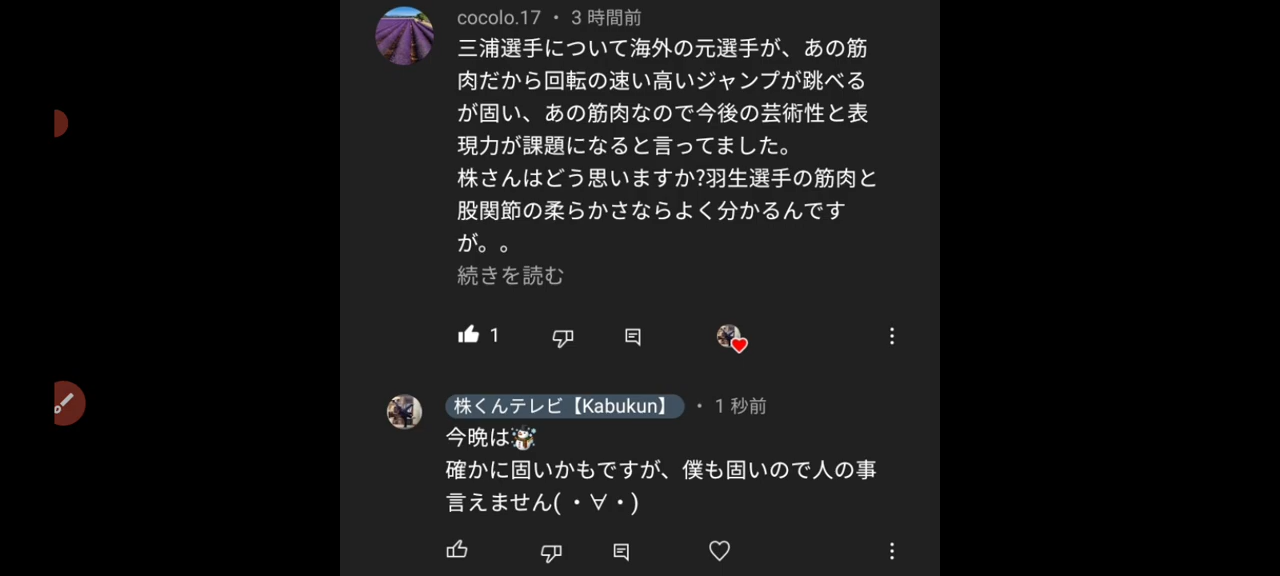 cocolo.17 ・ 3 時間前
三浦選手について海外の元選手が、あの筋
肉だから回転の速い高いジャンプが跳べる
が固い、あの筋肉なので今後の芸術性と表
現力が課題になると言ってました。
株さんはどう思いますか?羽生選手の筋肉と
股関節の柔らかさならよく分かるんです
が。。
続きを読む
1
株くんテレビ【Kabukun】 ・ 1 秒前
今晩は☃️
確かに固いかもですが、僕も固いので人の事
言えません( ・∀・)